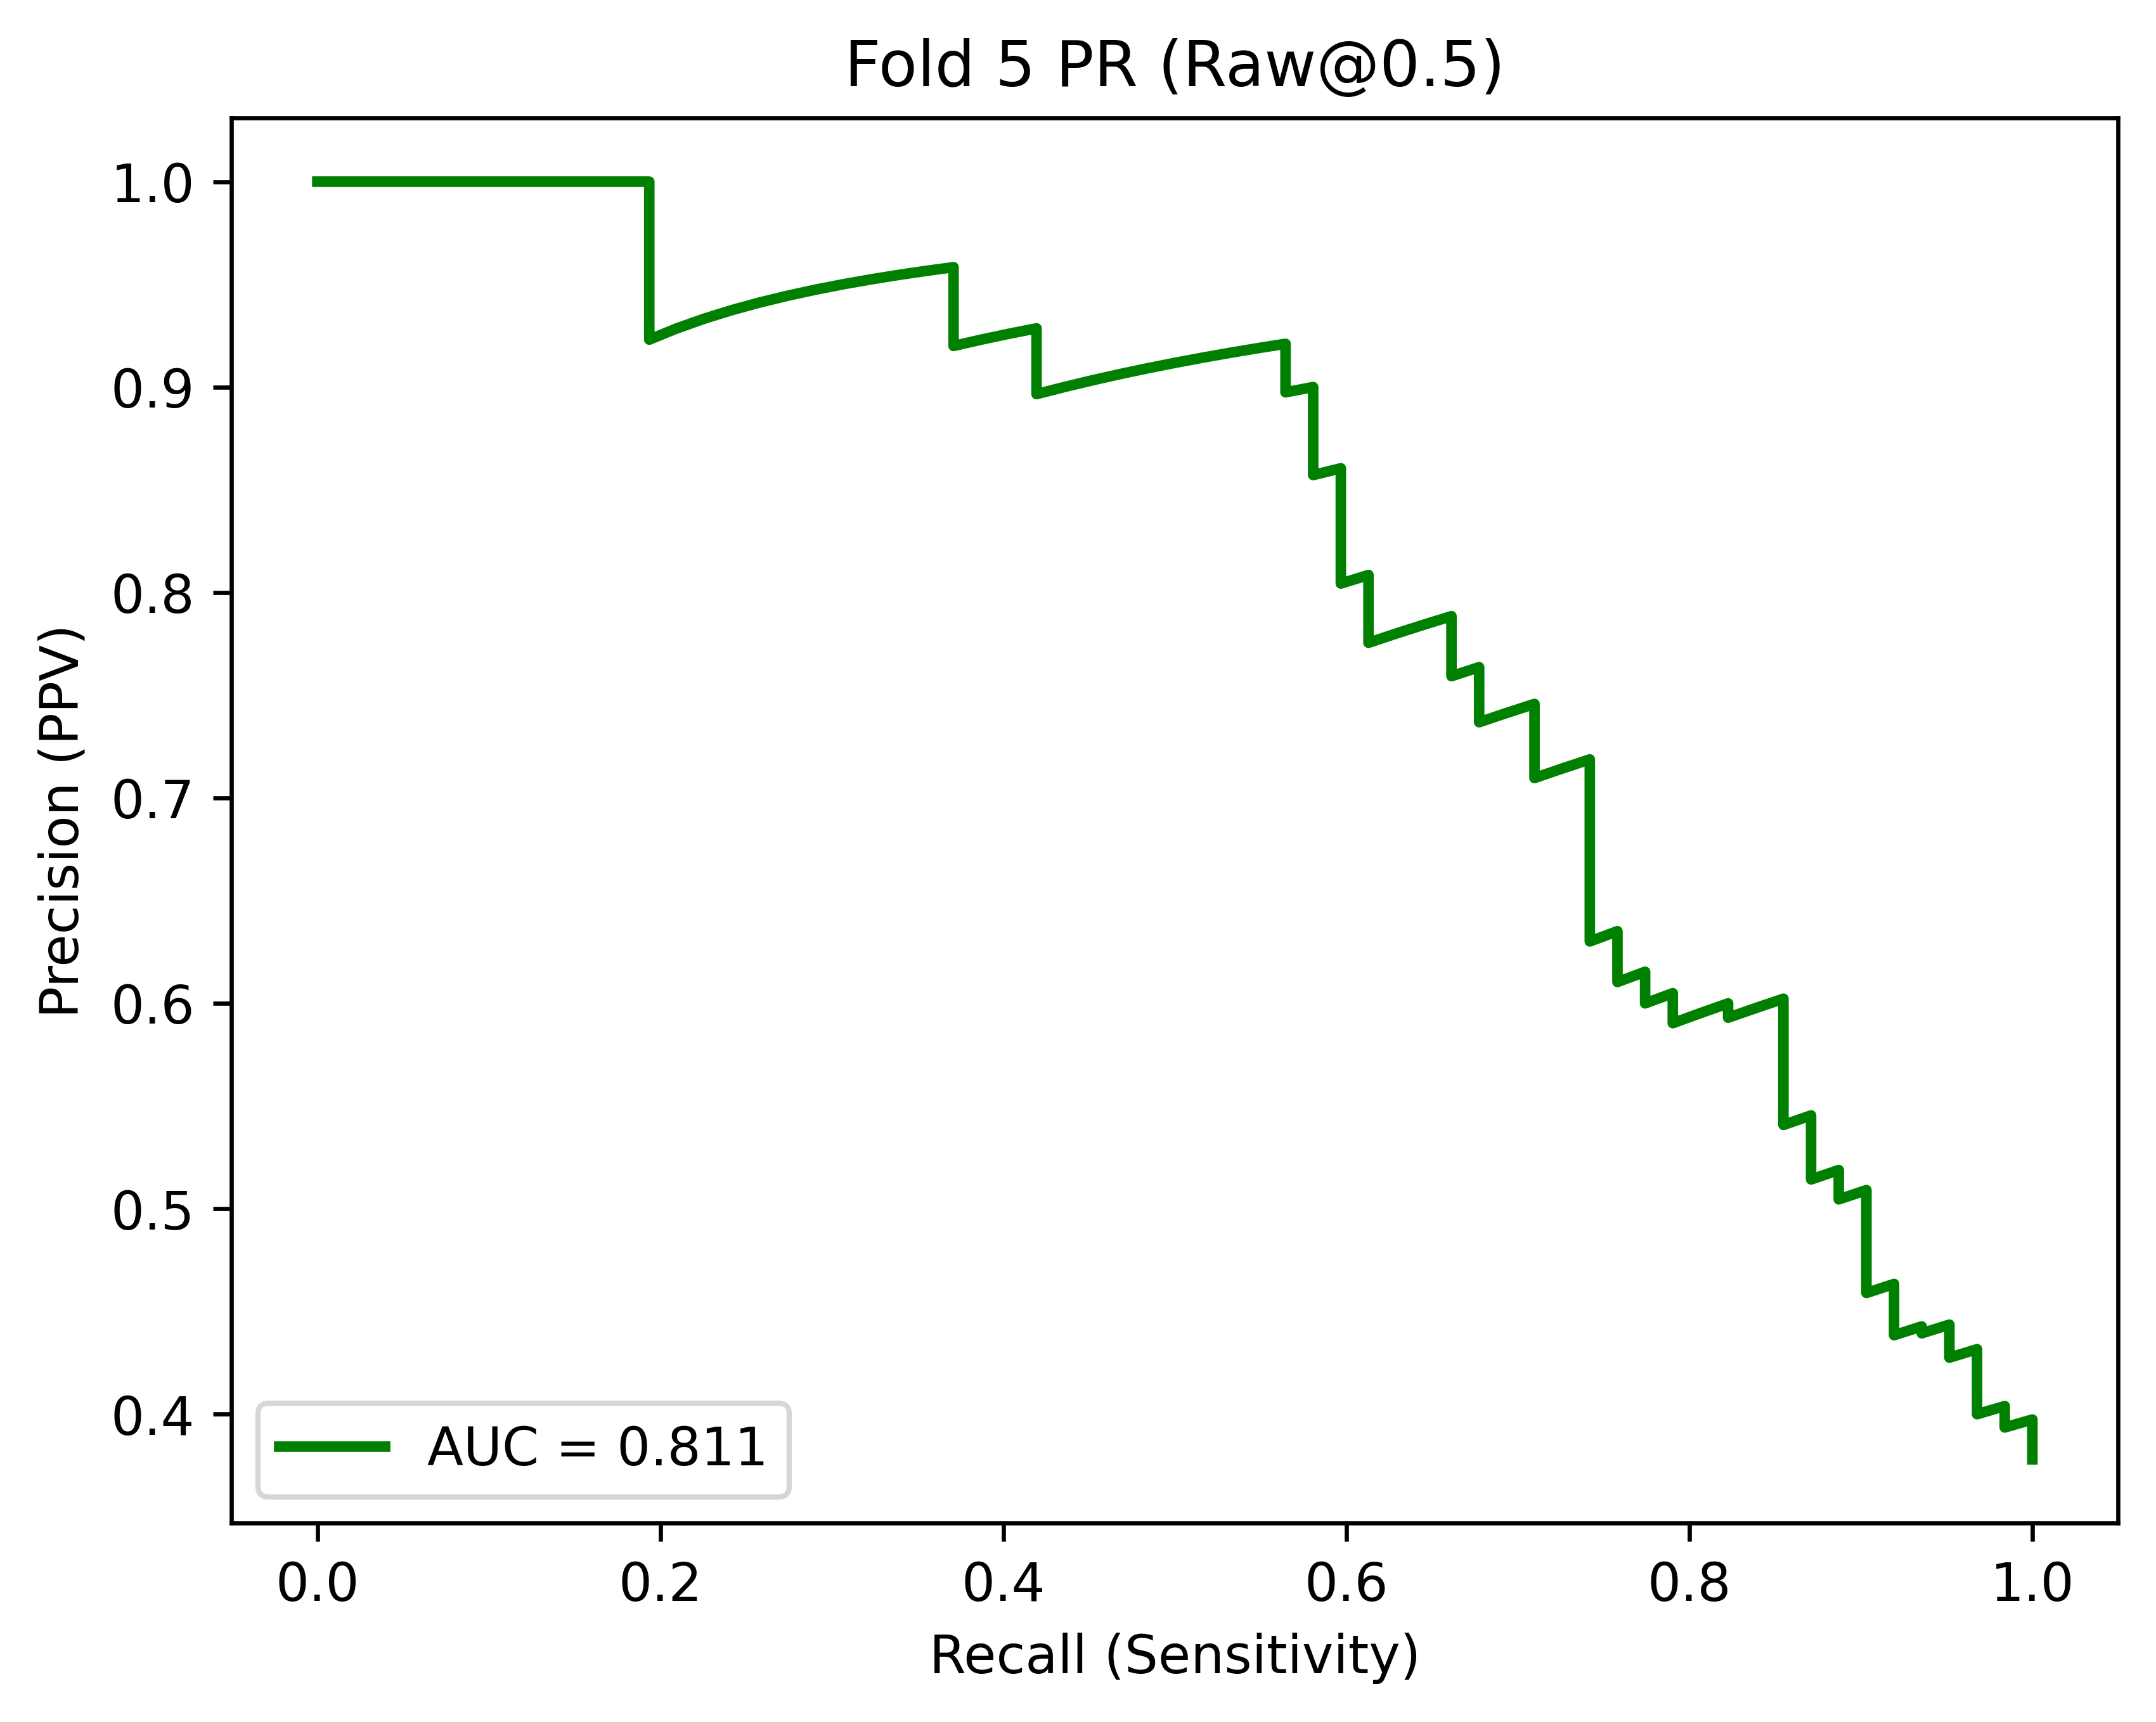 Fold 5 PR (Raw@0.5)
Precision (PPV)
1.0
0.9
0.8
0.7
0.6
0.5
0.4
AUC = 0.811
0.0 0.2 0.4 0.6 0.8 1.0
Recall (Sensitivity)